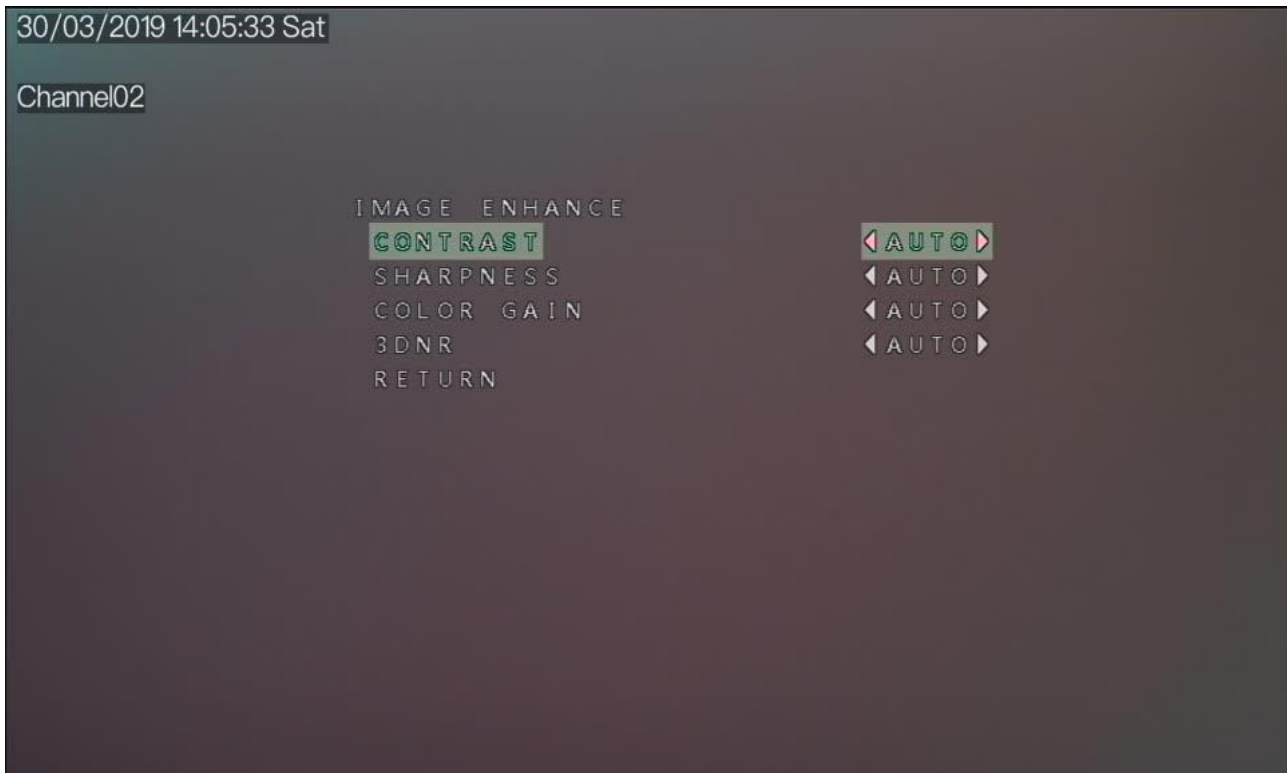 30/03/2019 14:05:33 Sat
Channel02
IMAGE ENHANCE
CONTRAST ◀AUTO▶
SHARPNESS ◀AUTO▶
COLOR GAIN ◀AUTO▶
3DNR ◀AUTO▶
RETURN